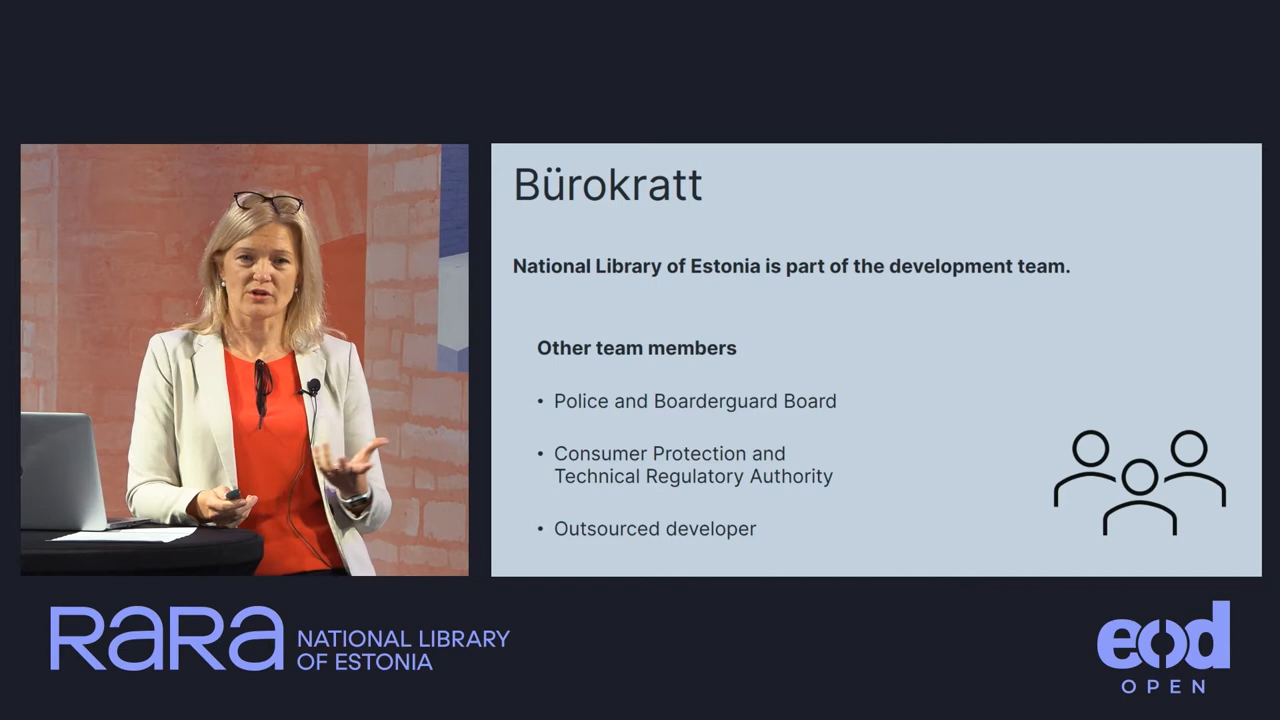 Bürokratt
National Library of Estonia is part of the development team.
Other team members
• Police and Boarderguard Board
• Consumer Protection and
Technical Regulatory Authority
• Outsourced developer
RaRa NATIONAL LIBRARY
OF ESTONIA
eod
OPEN